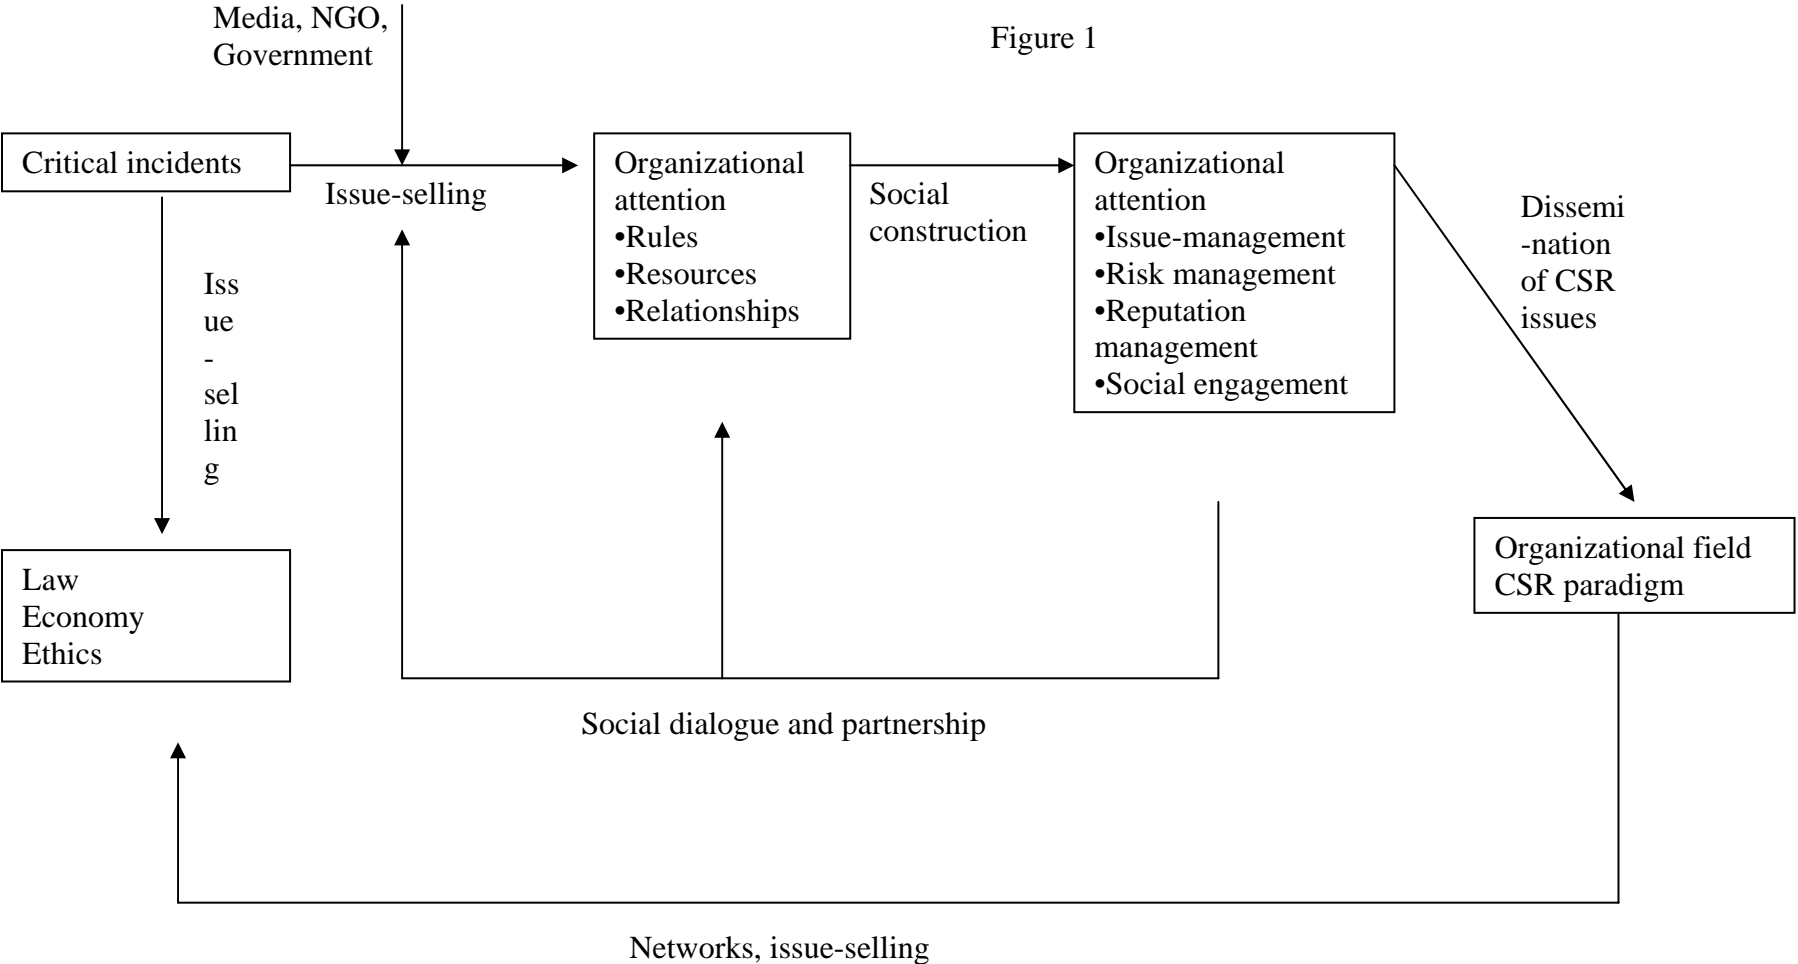 Media, NGO,
Government
Figure 1
Critical incidents
Issue-selling
Organizational
attention
•Rules
•Resources
•Relationships
Social
construction
Organizational
attention
•Issue-management
•Risk management
•Reputation
management
•Social engagement
Dissemi
-nation
of CSR
issues
Iss
ue
-
sel
lin
g
Law
Economy
Ethics
Organizational field
CSR paradigm
Social dialogue and partnership
Networks, issue-selling